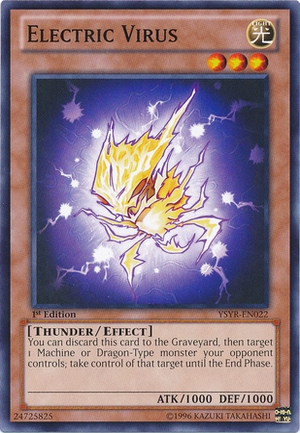 ELECTRIC VIRUS
LIGHT
光
1st Edition
YSYR-EN022
[THUNDER/EFFECT]
You can discard this card to the Graveyard, then target
1 Machine or Dragon-Type monster your opponent
controls; take control of that target until the End Phase.
ATK/1000 DEF/1000
24725825
©1996 KAZUKI TAKAHASHI